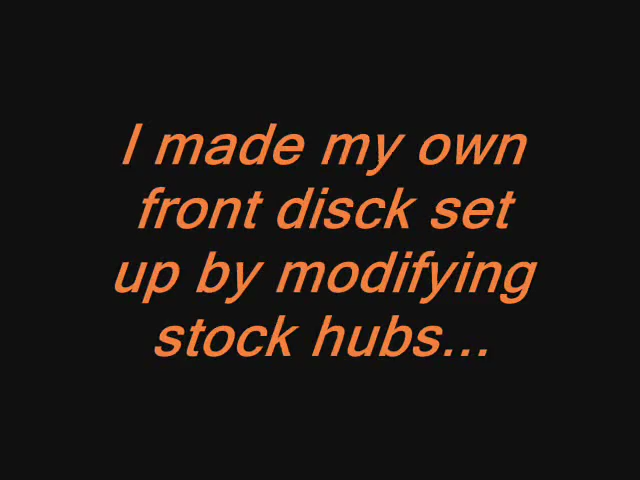 I made my own
front disck set
up by modifying
stock hubs...